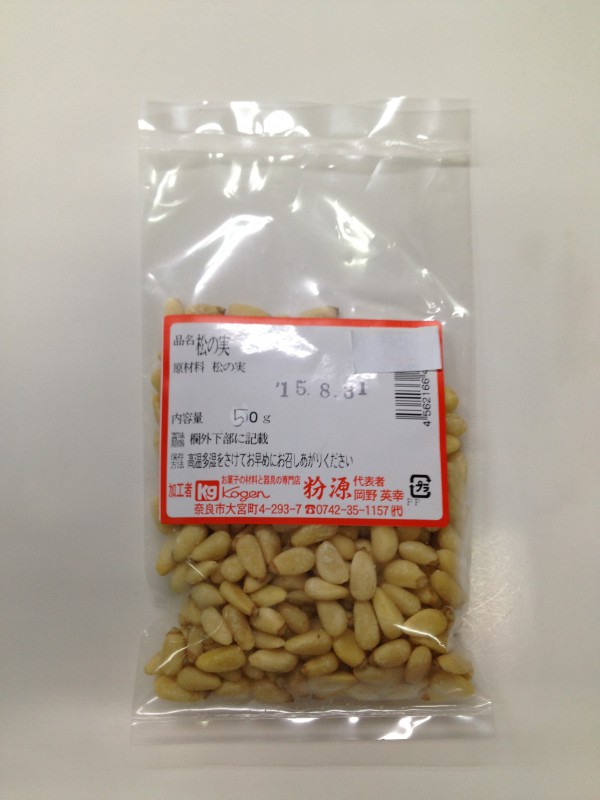 品名 松の実
原材料 松の実
'15.8.31
内容量 50g
賞味期限 欄外下部に記載
保存方法 高温多湿をさけてお早めにお召しあがりください
加工者 Kg お菓子の材料と器具の専門店 Kogen 粉源 代表者 岡野 英幸
奈良市大宮町4-293-7 ☎0742-35-1157㈹
4562166
プラ
PP